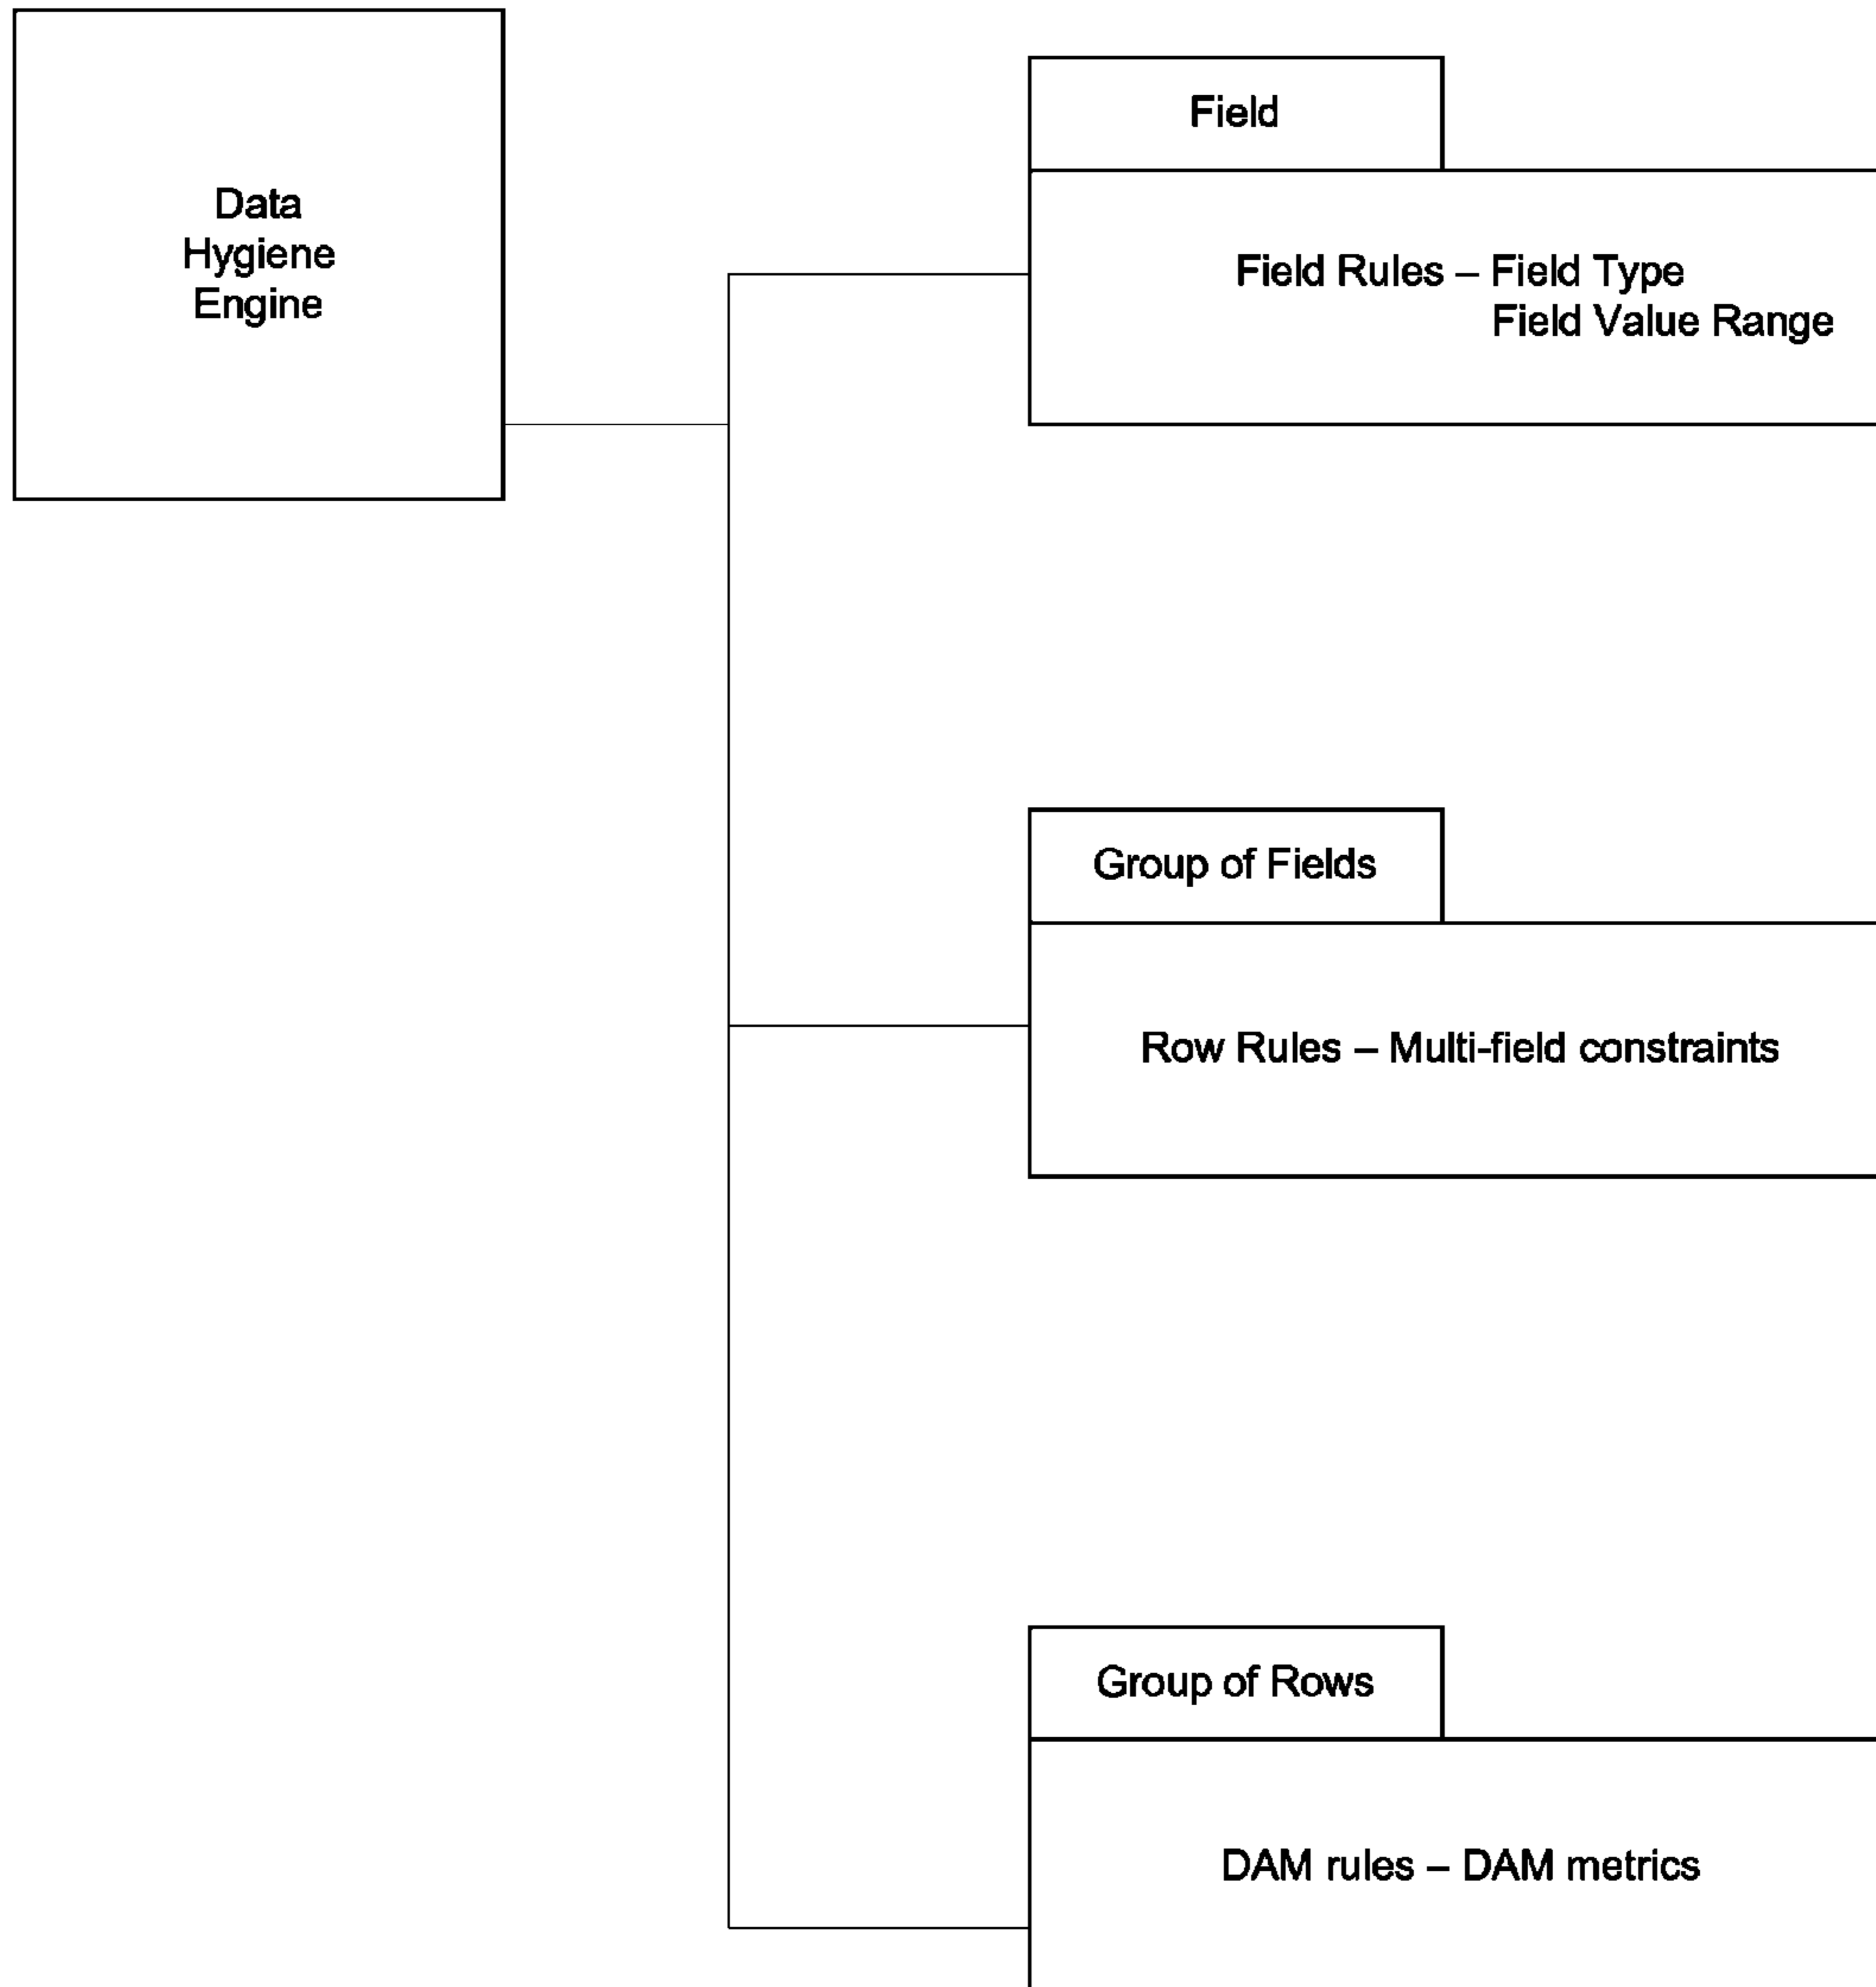 Data
Hygiene
Engine
Field
Field Rules – Field Type
Field Value Range
Group of Fields
Row Rules – Multi-field constraints
Group of Rows
DAM rules – DAM metrics